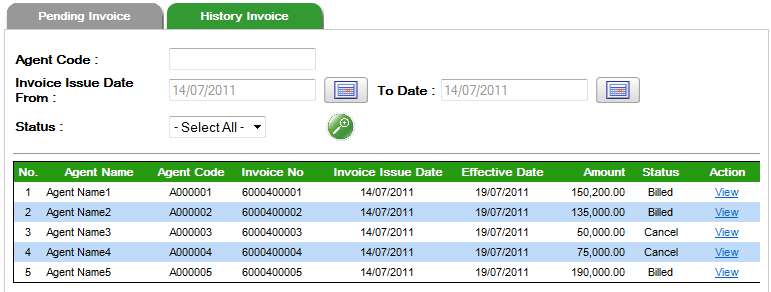 Pending Invoice History Invoice
Agent Code :
Invoice Issue Date From : 14/07/2011 To Date : 14/07/2011
Status : - Select All -
No. Agent Name Agent Code Invoice No Invoice Issue Date Effective Date Amount Status Action
1 Agent Name1 A000001 6000400001 14/07/2011 19/07/2011 150,200.00 Billed View
2 Agent Name2 A000002 6000400002 14/07/2011 19/07/2011 135,000.00 Billed View
3 Agent Name3 A000003 6000400003 14/07/2011 19/07/2011 50,000.00 Cancel View
4 Agent Name4 A000004 6000400004 14/07/2011 19/07/2011 75,000.00 Cancel View
5 Agent Name5 A000005 6000400005 14/07/2011 19/07/2011 190,000.00 Billed View